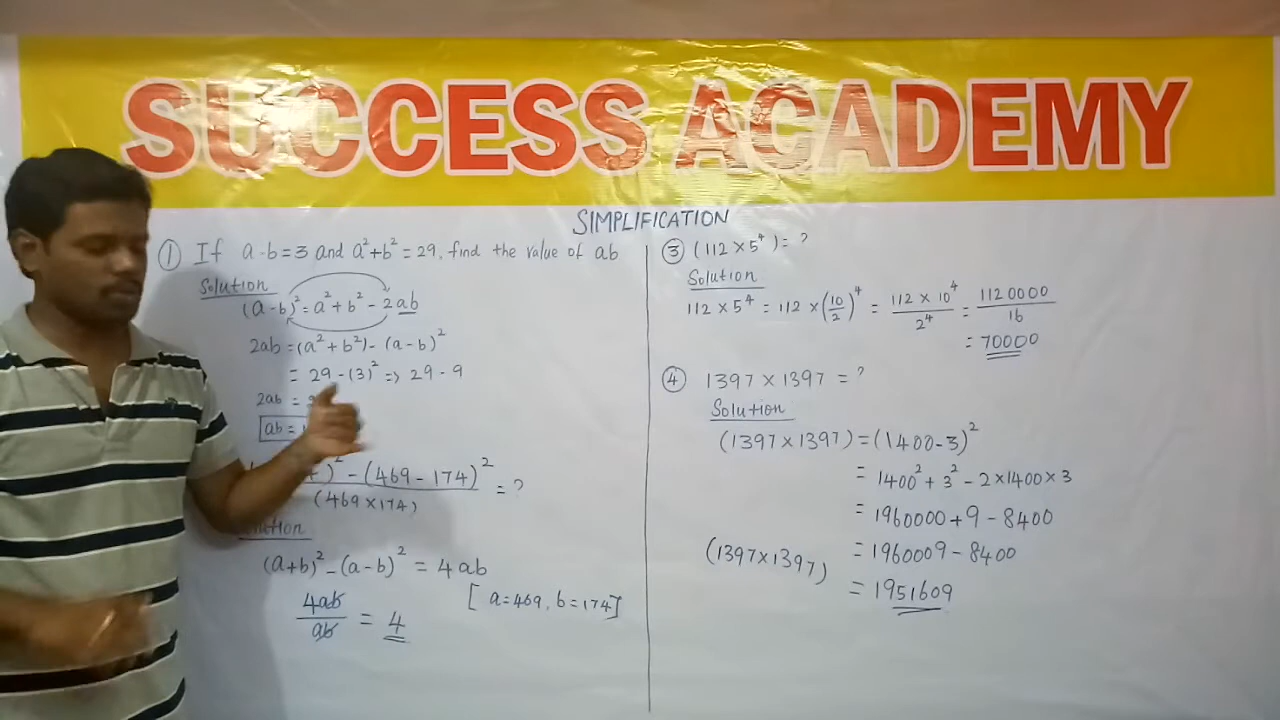 SUCCESS ACADEMY
SIMPLIFICATION
① If a-b=3 and a²+b²=29, find the value of ab
Solution
(a-b)²=a²+b²-2ab
2ab=(a²+b²)-(a-b)²
= 29-(3)² => 29-9
2ab =
ab =
)²-(469-174)²
(469×174)
= ?
(a+b)²-(a-b)² = 4ab
[a=469, b=174]
4ab
ab
= 4
③ (112×5⁴)= ?
Solution
112×5⁴ = 112×(10/2)⁴ = 112×10⁴/2⁴ = 1120000/16
= 70000
④ 1397×1397 = ?
Solution
(1397×1397)=(1400-3)²
= 1400²+3²-2×1400×3
= 1960000+9-8400
(1397×1397) = 1960009-8400
= 1951609